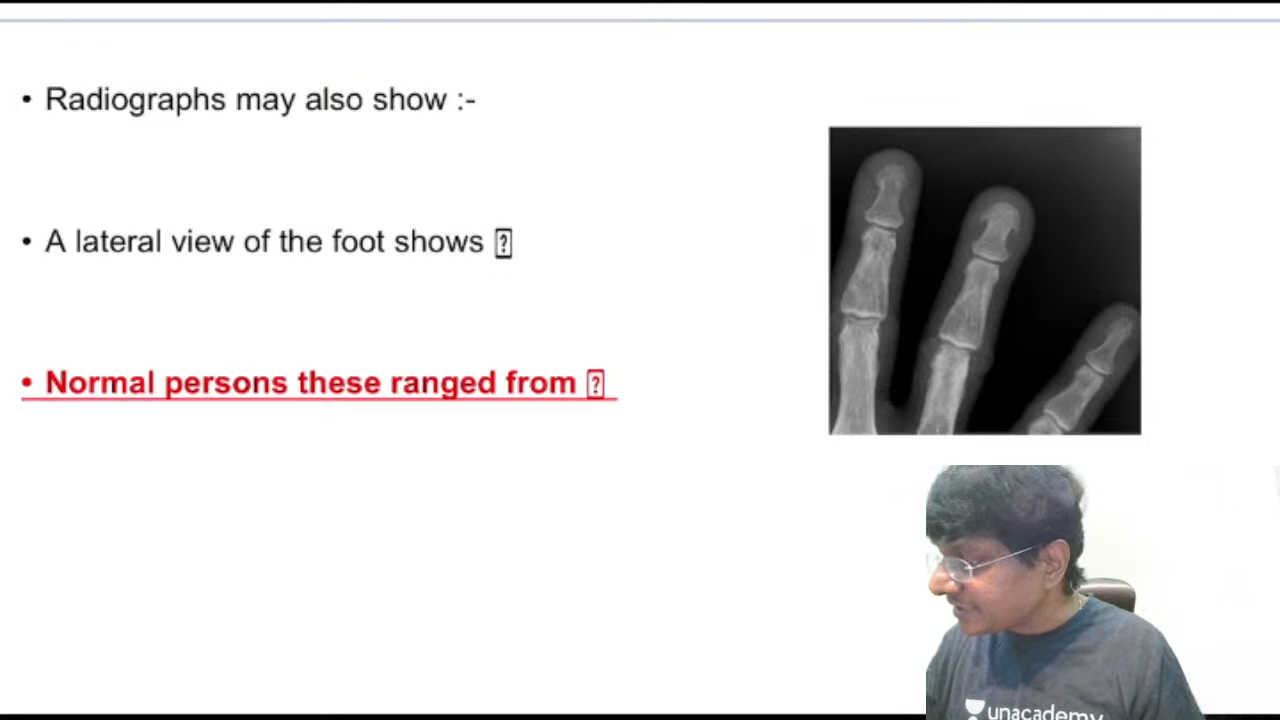 • Radiographs may also show :-
• A lateral view of the foot shows
• Normal persons these ranged from
unacademy